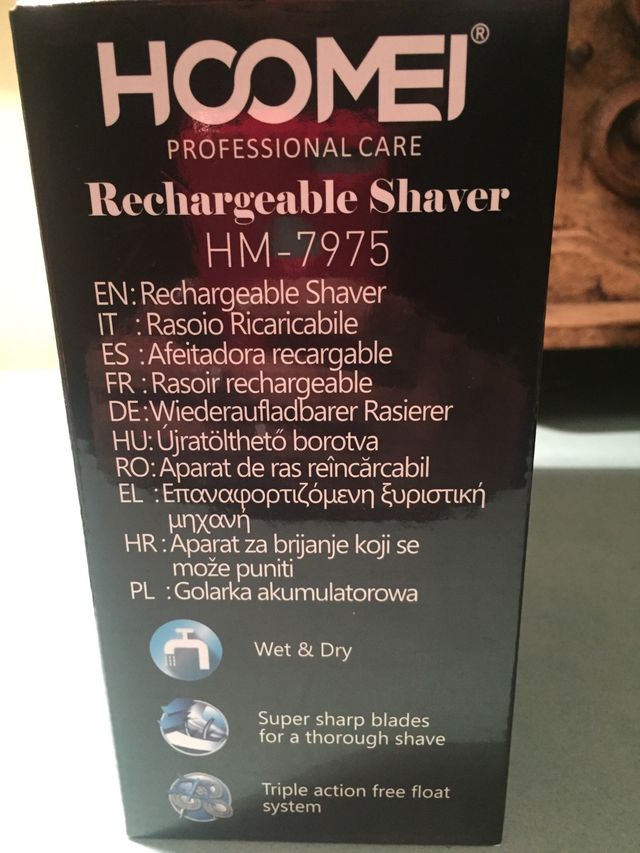 HOOMEI®
PROFESSIONAL CARE
Rechargeable Shaver
HM-7975
EN: Rechargeable Shaver
IT : Rasoio Ricaricabile
ES : Afeitadora recargable
FR : Rasoir rechargeable
DE: Wiederaufladbarer Rasierer
HU: Újratölthető borotva
RO: Aparat de ras reîncărcabil
EL : Επαναφορτιζόμενη ξυριστική
μηχανή
HR : Aparat za brijanje koji se
može puniti
PL : Golarka akumulatorowa
Wet & Dry
Super sharp blades
for a thorough shave
Triple action free float
system